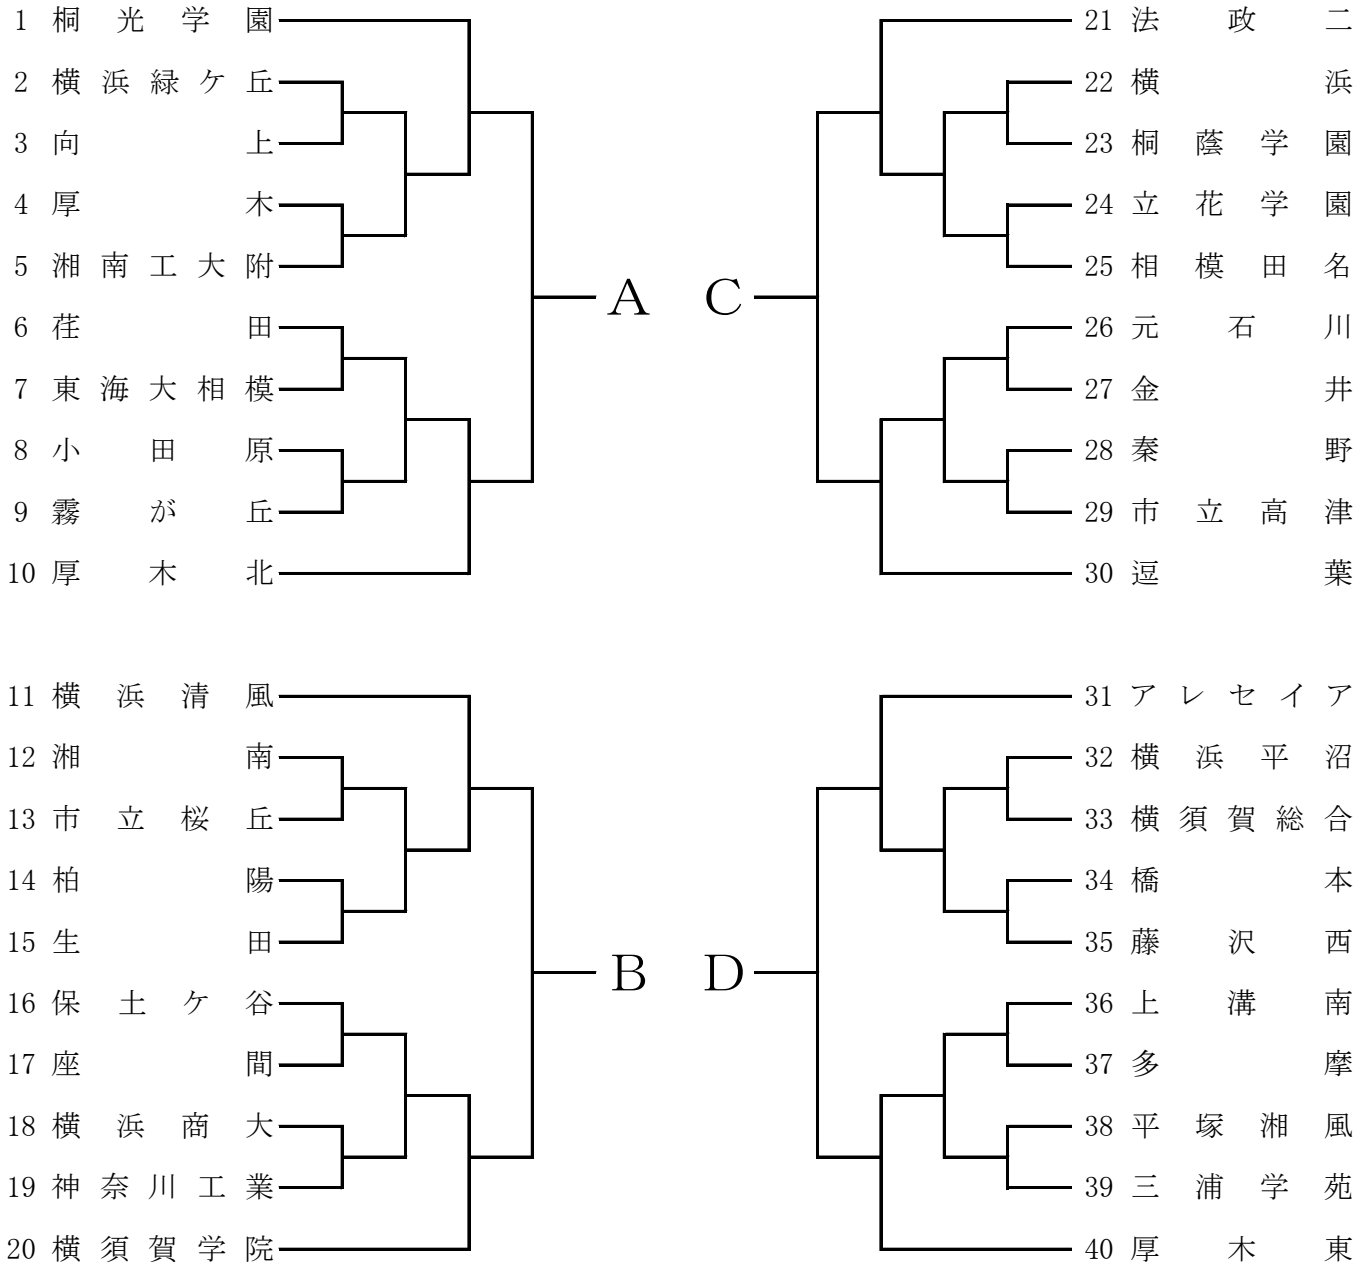 1 桐光学園
2 横浜緑ケ丘
3 向上
4 厚木
5 湘南工大附
6 荏田
7 東海大相模
8 小田原
9 霧が丘
10 厚木北
A
11 横浜清風
12 湘南
13 市立桜丘
14 柏陽
15 生田
16 保土ケ谷
17 座間
18 横浜商大
19 神奈川工業
20 横須賀学院
B
21 法政二
22 横浜
23 桐蔭学園
24 立花学園
25 相模田名
26 元石川
27 金井
28 秦野
29 市立高津
30 逗葉
C
31 アレセイア
32 横浜平沼
33 横須賀総合
34 橋本
35 藤沢西
36 上溝南
37 多摩
38 平塚湘風
39 三浦学苑
40 厚木東
D